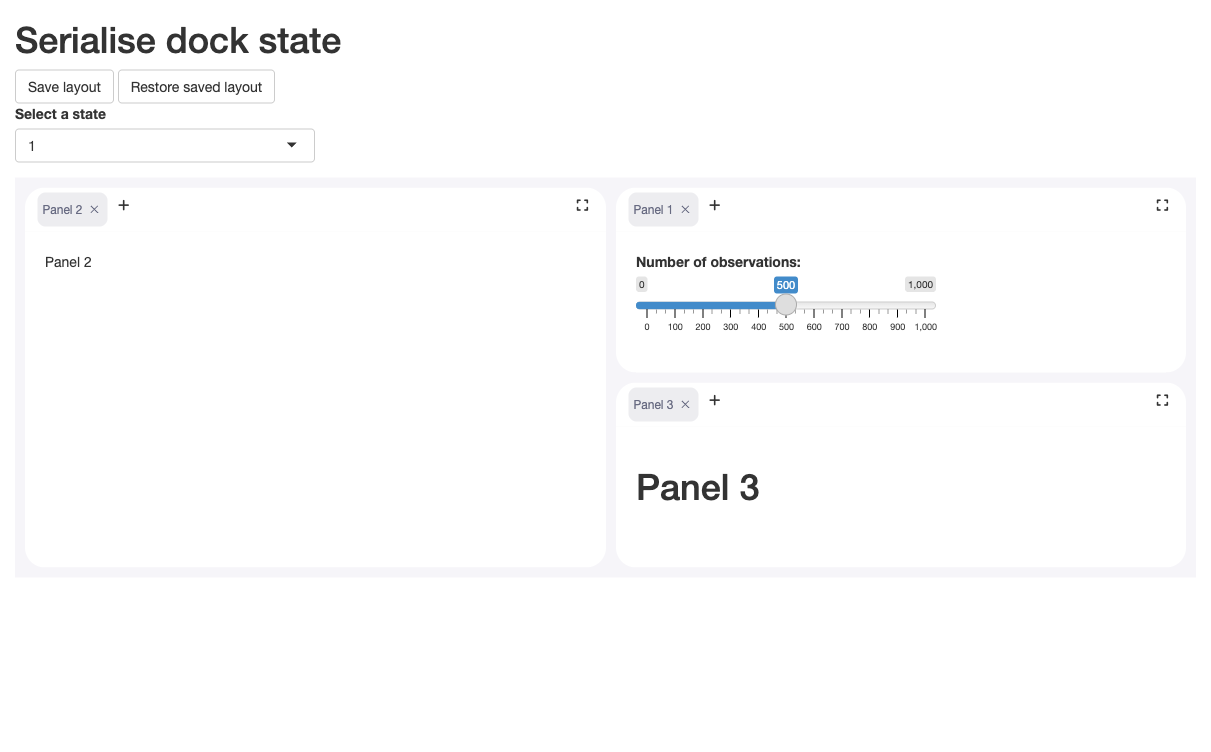 Serialise dock state
Save layout
Restore saved layout
Select a state
1
Panel 2
Panel 2
Panel 1
Number of observations:
0 500 1,000
0 100 200 300 400 500 600 700 800 900 1,000
Panel 3
Panel 3